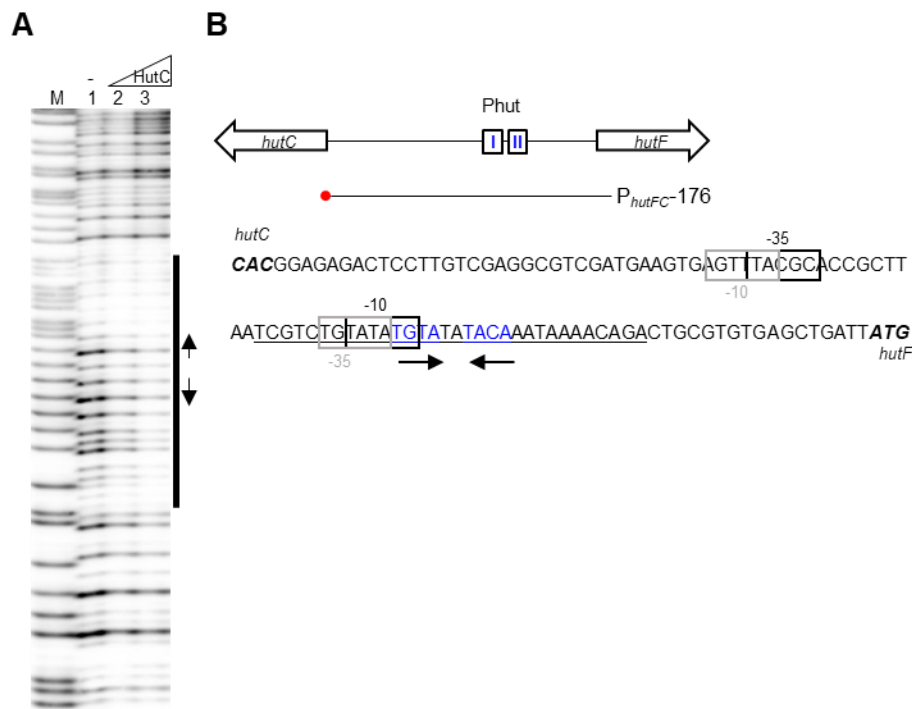 A
B
- HutC
M 1 2 3
Phut
hutC I II hutF
PhutFC-176
hutC
-35
CACGGAGAGACTCCTTGTCGAGGCGTCGATGAAGTGAGTTTACGCACCGCTT
-10
-10
AATCGTCTGTATATGTATATACAAATAAAACAGACTGCGTGTGAGCTGATTATG
-35
hutF